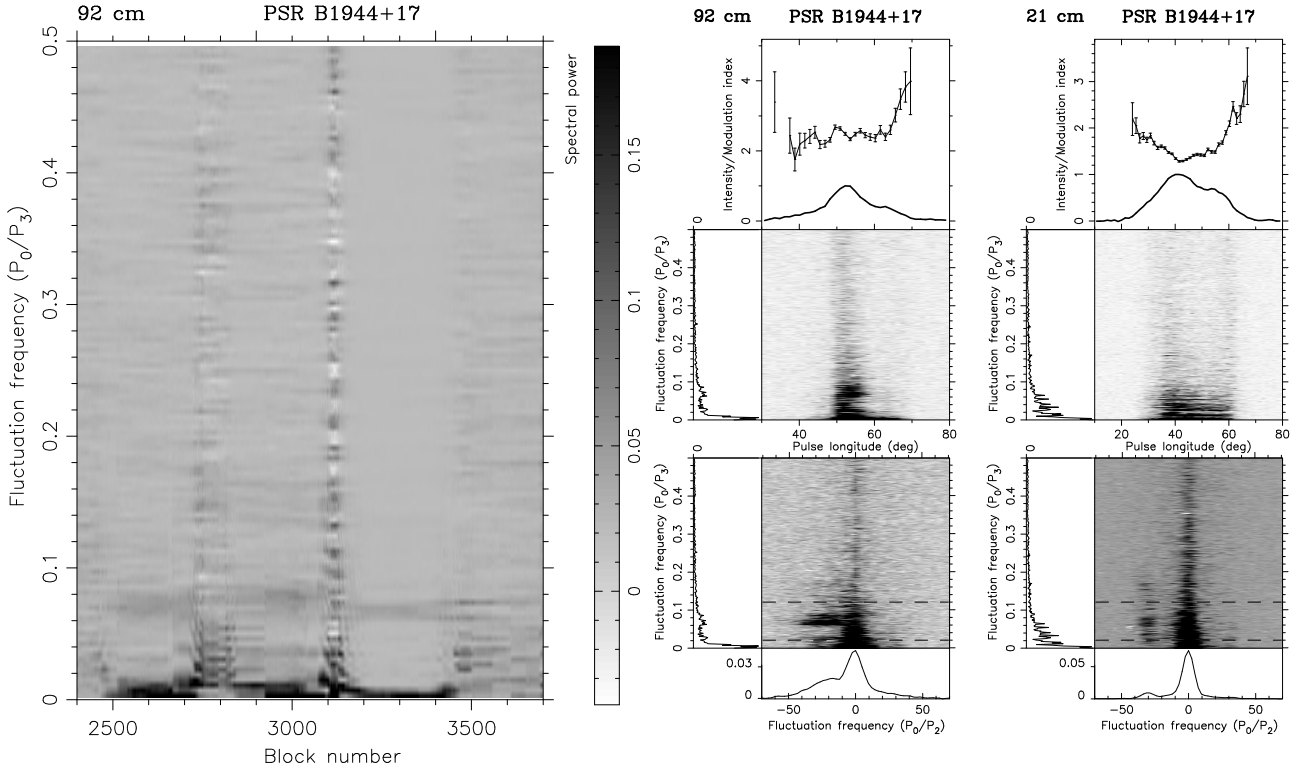 92 cm PSR B1944+17
0.5
0.4
0.3
0.2
0.1
0
Fluctuation frequency (P0/P3)
2500 3000 3500
Block number
Spectral power
0.15
0.1
0.05
0
92 cm PSR B1944+17
Intensity/Modulation index
4
2
0
0
Fluctuation frequency (P0/P3)
0.4
0.3
0.2
0.1
0
40 60 80
Pulse longitude (deg)
0
Fluctuation frequency (P0/P3)
0.4
0.3
0.2
0.1
0
0.03
0
−50 0 50
Fluctuation frequency (P0/P2)
21 cm PSR B1944+17
Intensity/Modulation index
3
2
1
0
0
Fluctuation frequency (P0/P3)
0.4
0.3
0.2
0.1
0
20 40 60 80
Pulse longitude (deg)
0
Fluctuation frequency (P0/P3)
0.4
0.3
0.2
0.1
0
0.05
0
−50 0 50
Fluctuation frequency (P0/P2)